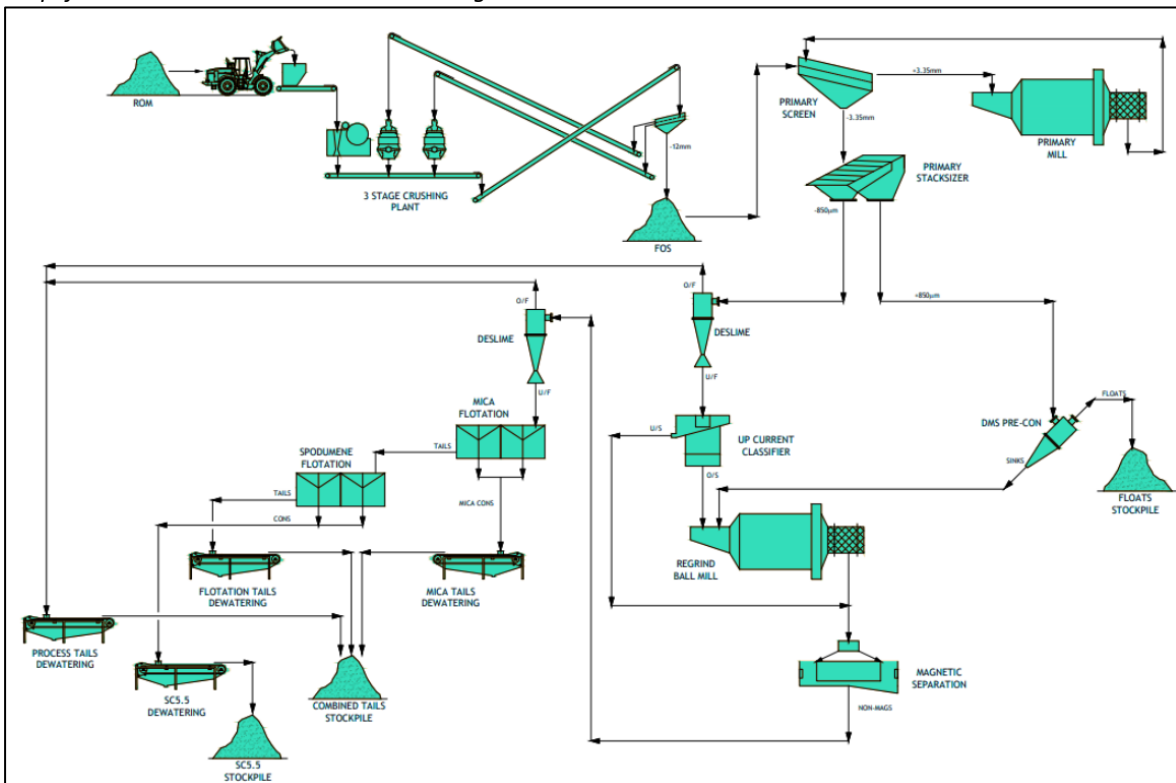 ROM
3 STAGE CRUSHING
PLANT
-12mm
FOS
PRIMARY
SCREEN
+3.35mm
-3.35mm
PRIMARY
MILL
PRIMARY
STACKSIZER
-850µm
+850µm
O/F
DESLIME
U/F
O/F
DESLIME
U/F
MICA
FLOTATION
TAILS
SPODUMENE
FLOTATION
TAILS
CONS
MICA CONS
U/S
UP CURRENT
CLASSIFIER
O/S
DMS PRE-CON
FLOATS
SINKS
FLOATS
STOCKPILE
REGRIND
BALL MILL
FLOTATION TAILS
DEWATERING
MICA TAILS
DEWATERING
PROCESS TAILS
DEWATERING
SC5.5
DEWATERING
COMBINED TAILS
STOCKPILE
SC5.5
STOCKPILE
MAGNETIC
SEPARATION
NON-MAGS